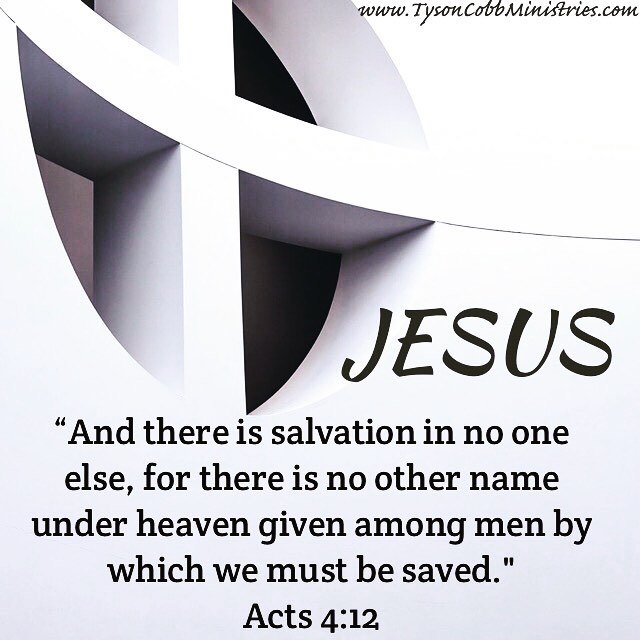 www.TysonCobbMinistries.com
JESUS
“And there is salvation in no one
else, for there is no other name
under heaven given among men by
which we must be saved."
Acts 4:12